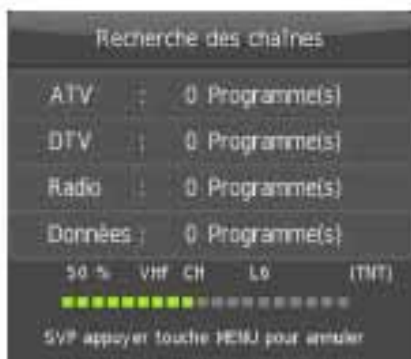 Recherche des chaînes
ATV : 0 Programme(s)
DTV : 0 Programme(s)
Radio : 0 Programme(s)
Données : 0 Programme(s)
50 % VHF CH L6 (TNT)
SVP appuyer touche MENU pour annuler